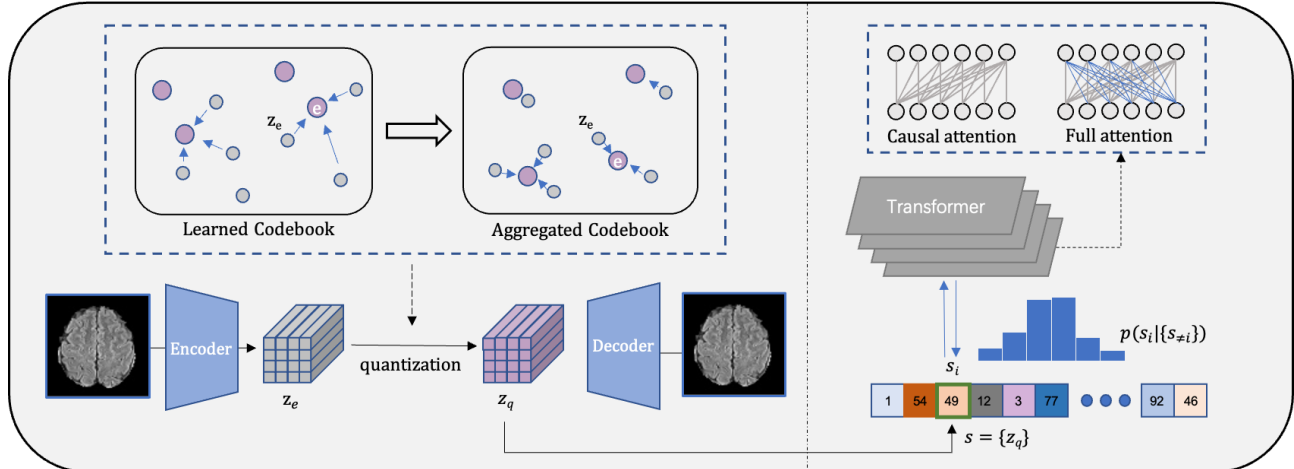 e
z_e
Learned Codebook
z_e
e
Aggregated Codebook
Encoder
z_e
quantization
z_q
Decoder
Causal attention
Full attention
Transformer
p(s_i|{s_≠i})
s_i
1 54 49 12 3 77 92 46
s = {z_q}